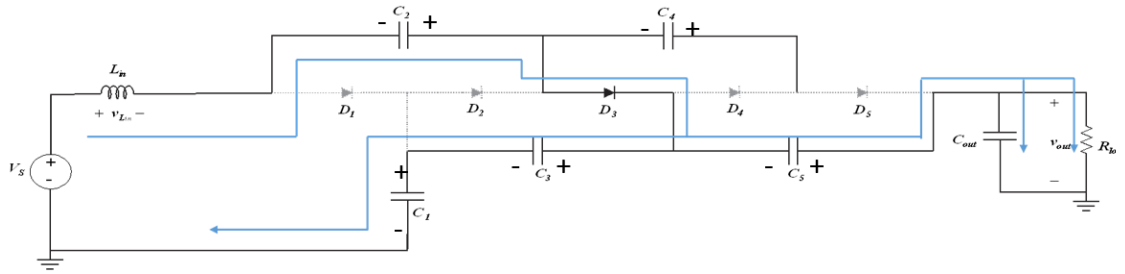 C2
- +
C4
- +
Lin
+ vLin −
D1
D2
D3
D4
D5
VS
+
-
+
C1
-
- +
C3
- +
C5
Cout
+
vout
−
RLo